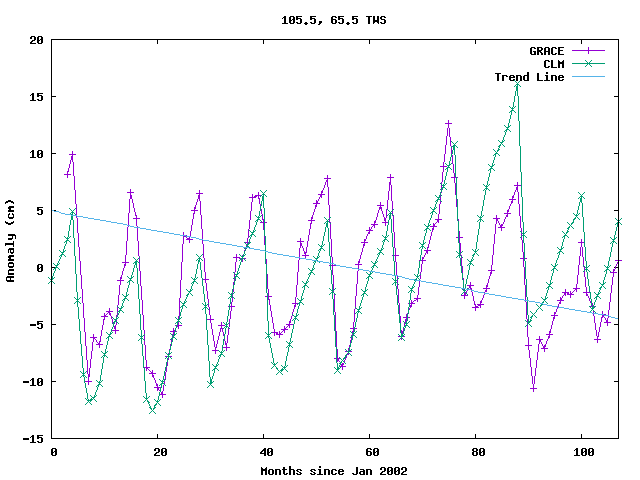 105.5, 65.5 TWS
GRACE
CLM
Trend Line
20
15
10
5
0
-5
-10
-15
Anomaly (cm)
0 20 40 60 80 100
Months since Jan 2002